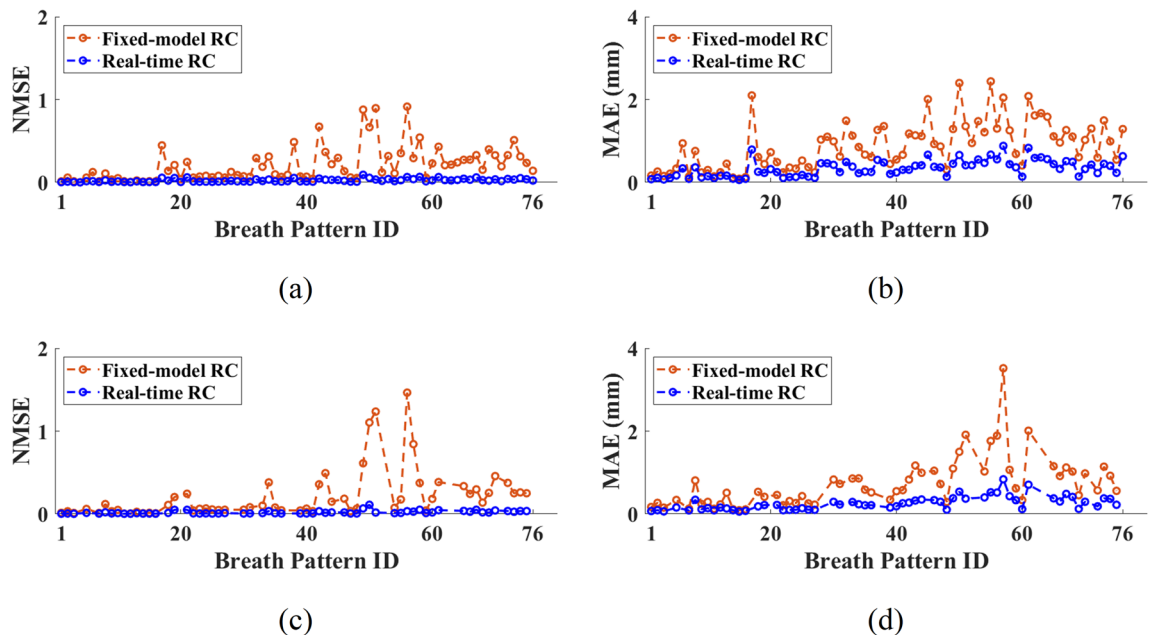 2
Fixed-model RC
Real-time RC
NMSE
1
0
1 20 40 60 76
Breath Pattern ID
(a)
4
Fixed-model RC
Real-time RC
MAE (mm)
2
0
1 20 40 60 76
Breath Pattern ID
(b)
2
Fixed-model RC
Real-time RC
NMSE
1
0
1 20 40 60 76
Breath Pattern ID
(c)
4
Fixed-model RC
Real-time RC
MAE (mm)
2
0
1 20 40 60 76
Breath Pattern ID
(d)